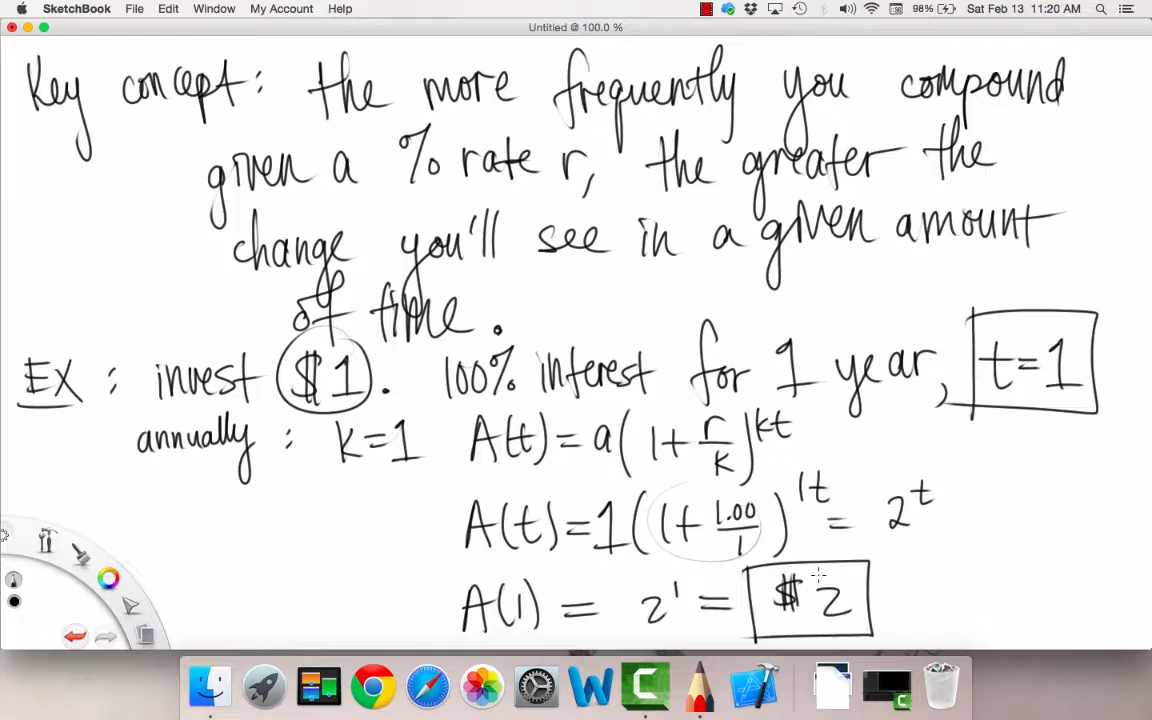 SketchBook File Edit Window My Account Help 98% Sat Feb 13 11:20 AM
Untitled @ 100.0 %
Key concept: the more frequently you compound
given a % rate r, the greater the
change you'll see in a given amount
of time.
EX : invest $1. 100% interest for 1 year, t=1
annually : k=1 A(t)=a(1+r/k)^kt
A(t)=1(1+1.00/1)^1t = 2^t
A(1) = 2^1 = $2